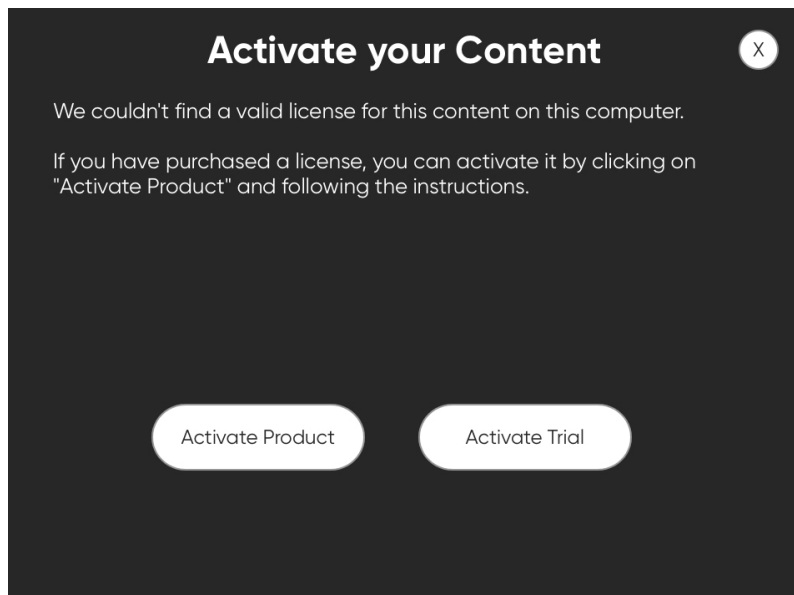 Activate your Content
X
We couldn't find a valid license for this content on this computer.
If you have purchased a license, you can activate it by clicking on
"Activate Product" and following the instructions.
Activate Product
Activate Trial